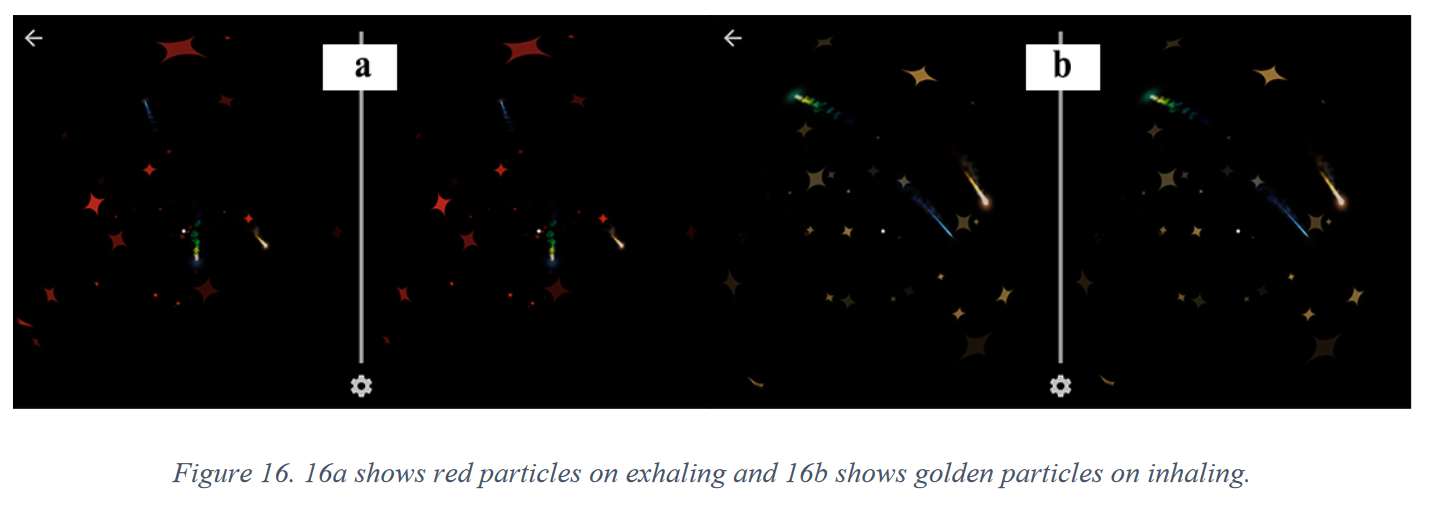 a
b
Figure 16. 16a shows red particles on exhaling and 16b shows golden particles on inhaling.